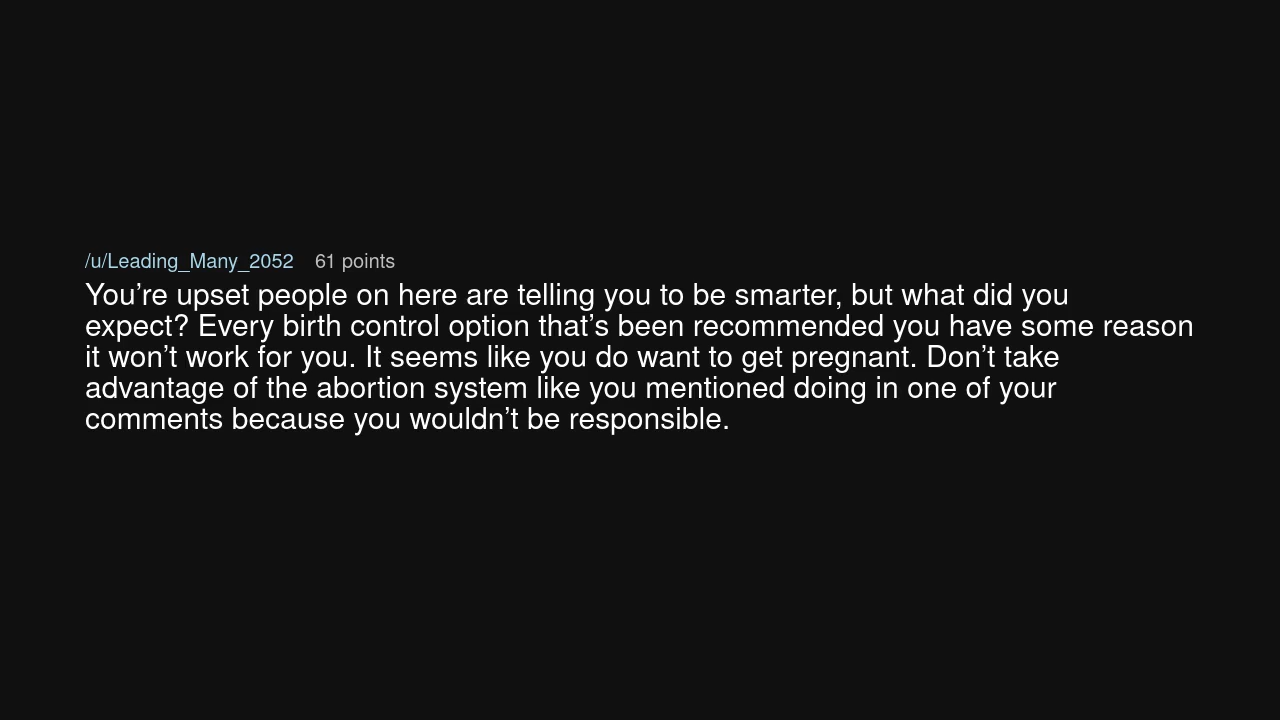 /u/Leading_Many_2052 61 points
You’re upset people on here are telling you to be smarter, but what did you
expect? Every birth control option that’s been recommended you have some reason
it won’t work for you. It seems like you do want to get pregnant. Don’t take
advantage of the abortion system like you mentioned doing in one of your
comments because you wouldn’t be responsible.